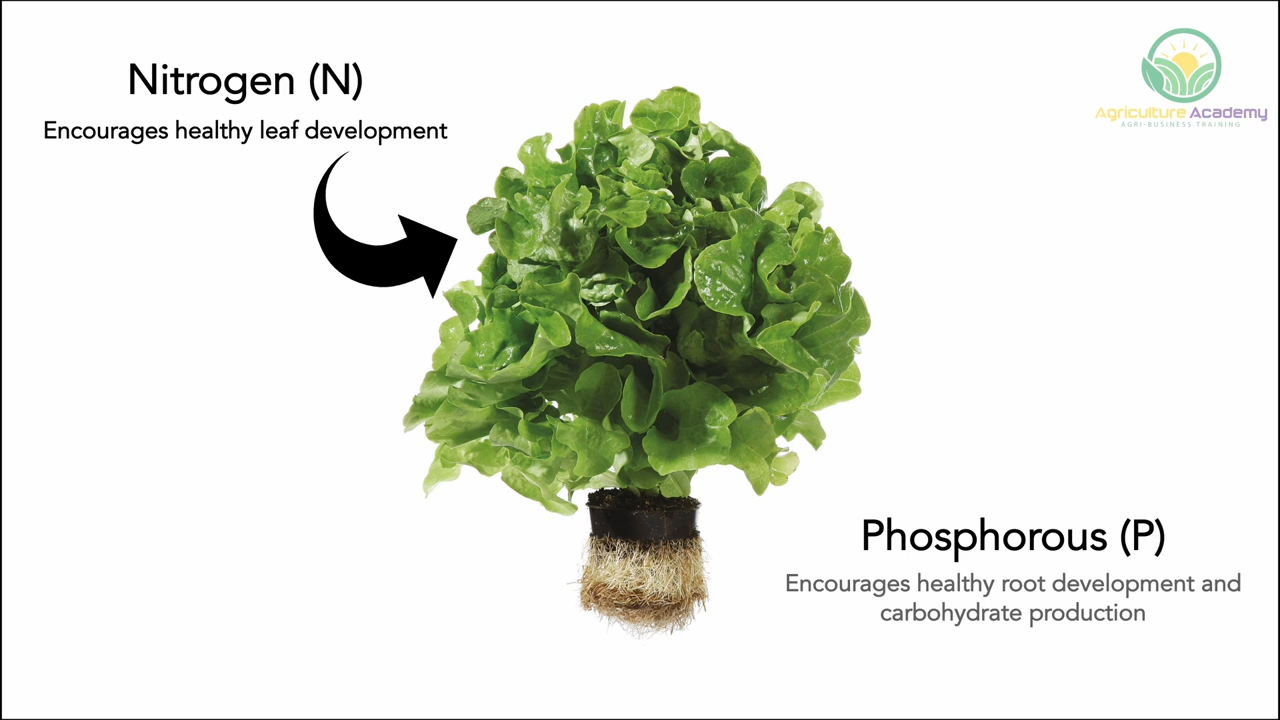 Nitrogen (N)
Encourages healthy leaf development
Agriculture Academy
AGRI-BUSINESS TRAINING
Phosphorous (P)
Encourages healthy root development and
carbohydrate production